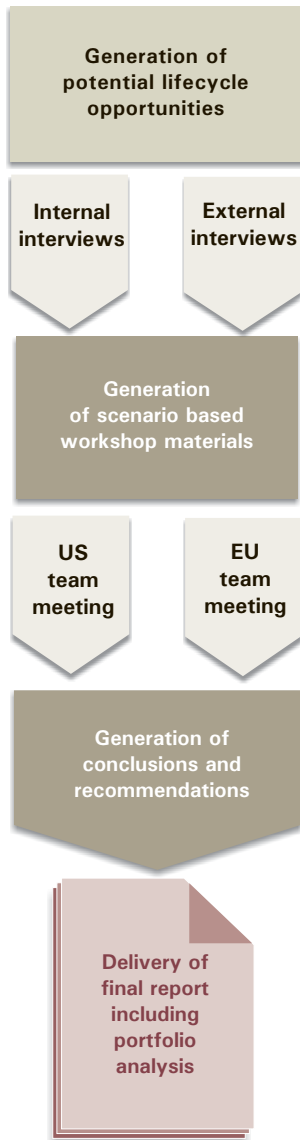 Generation of
potential lifecycle
opportunities
Internal
interviews
External
interviews
Generation
of scenario based
workshop materials
US
team
meeting
EU
team
meeting
Generation of
conclusions and
recommendations
Delivery of
final report
including
portfolio
analysis